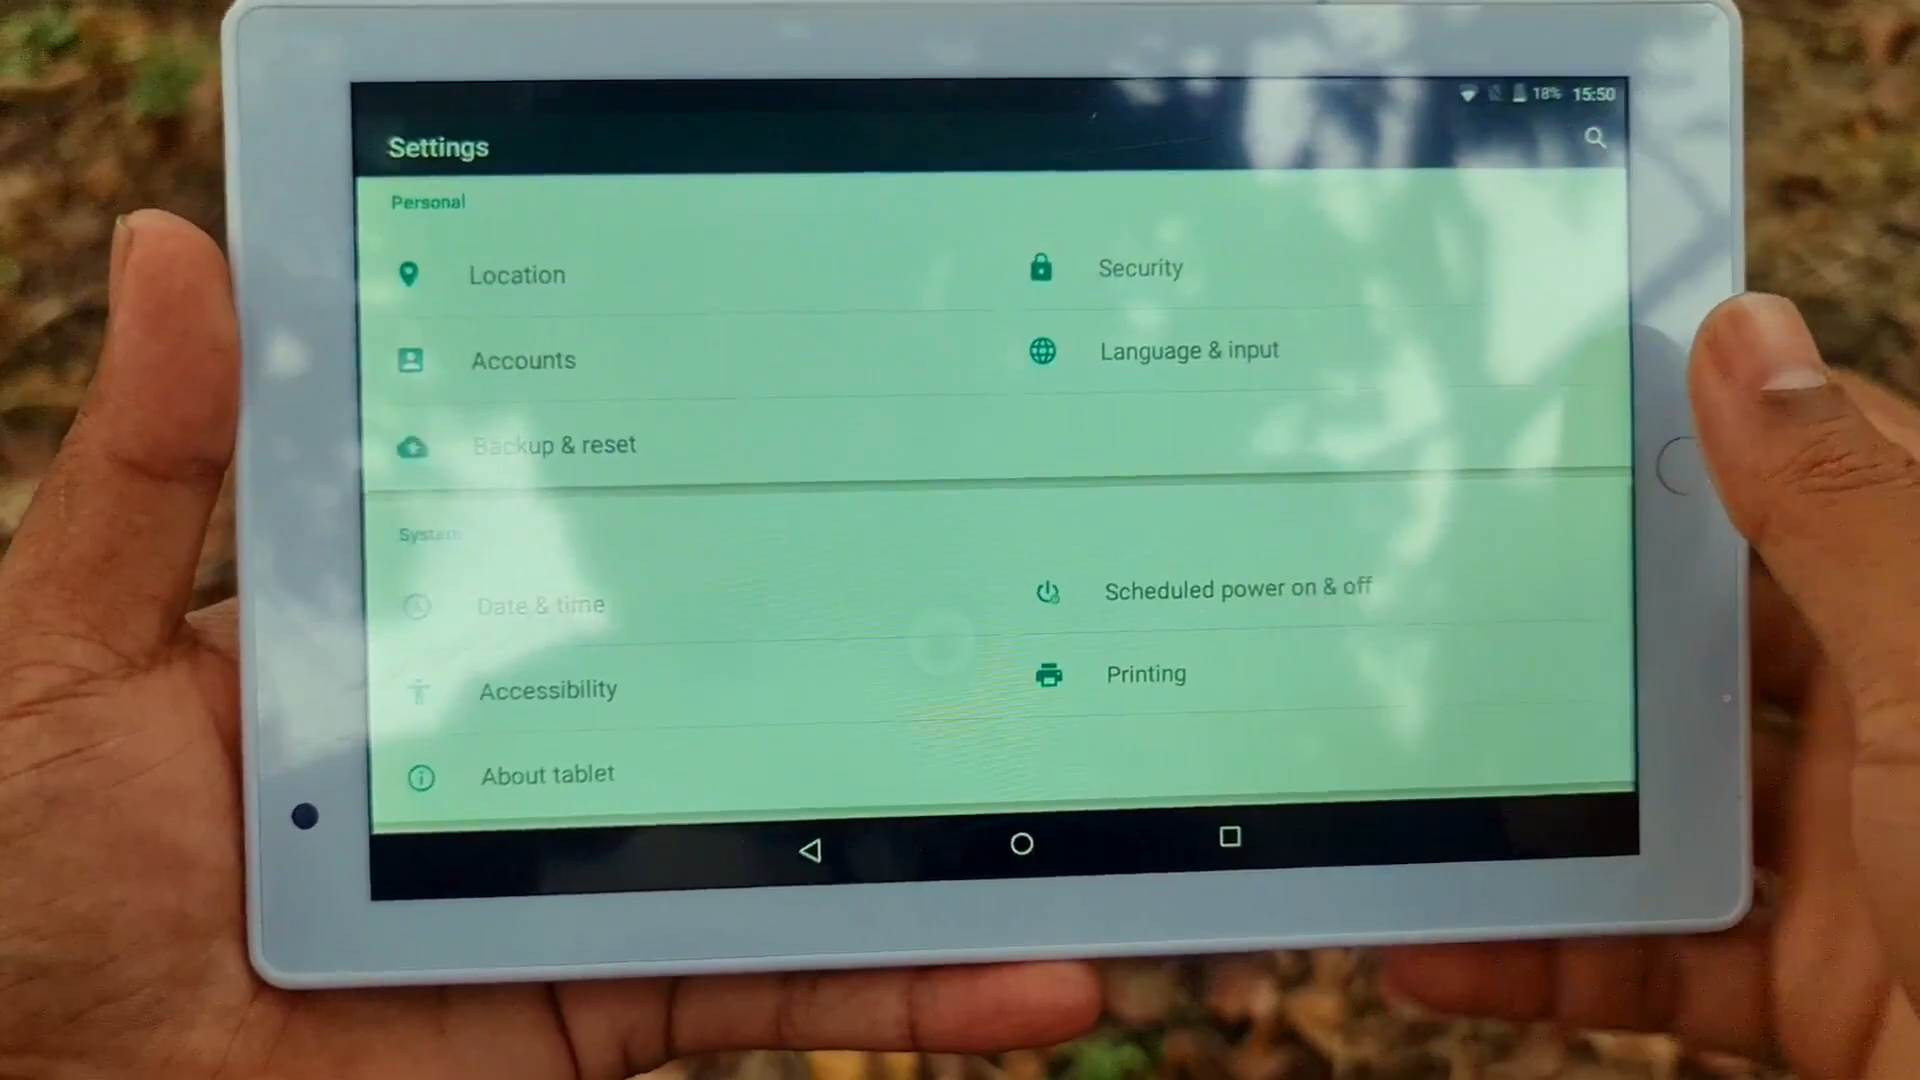 18% 15:50
Settings
Personal
Location
Security
Accounts
Language & input
Backup & reset
System
Date & time
Scheduled power on & off
Accessibility
Printing
About tablet